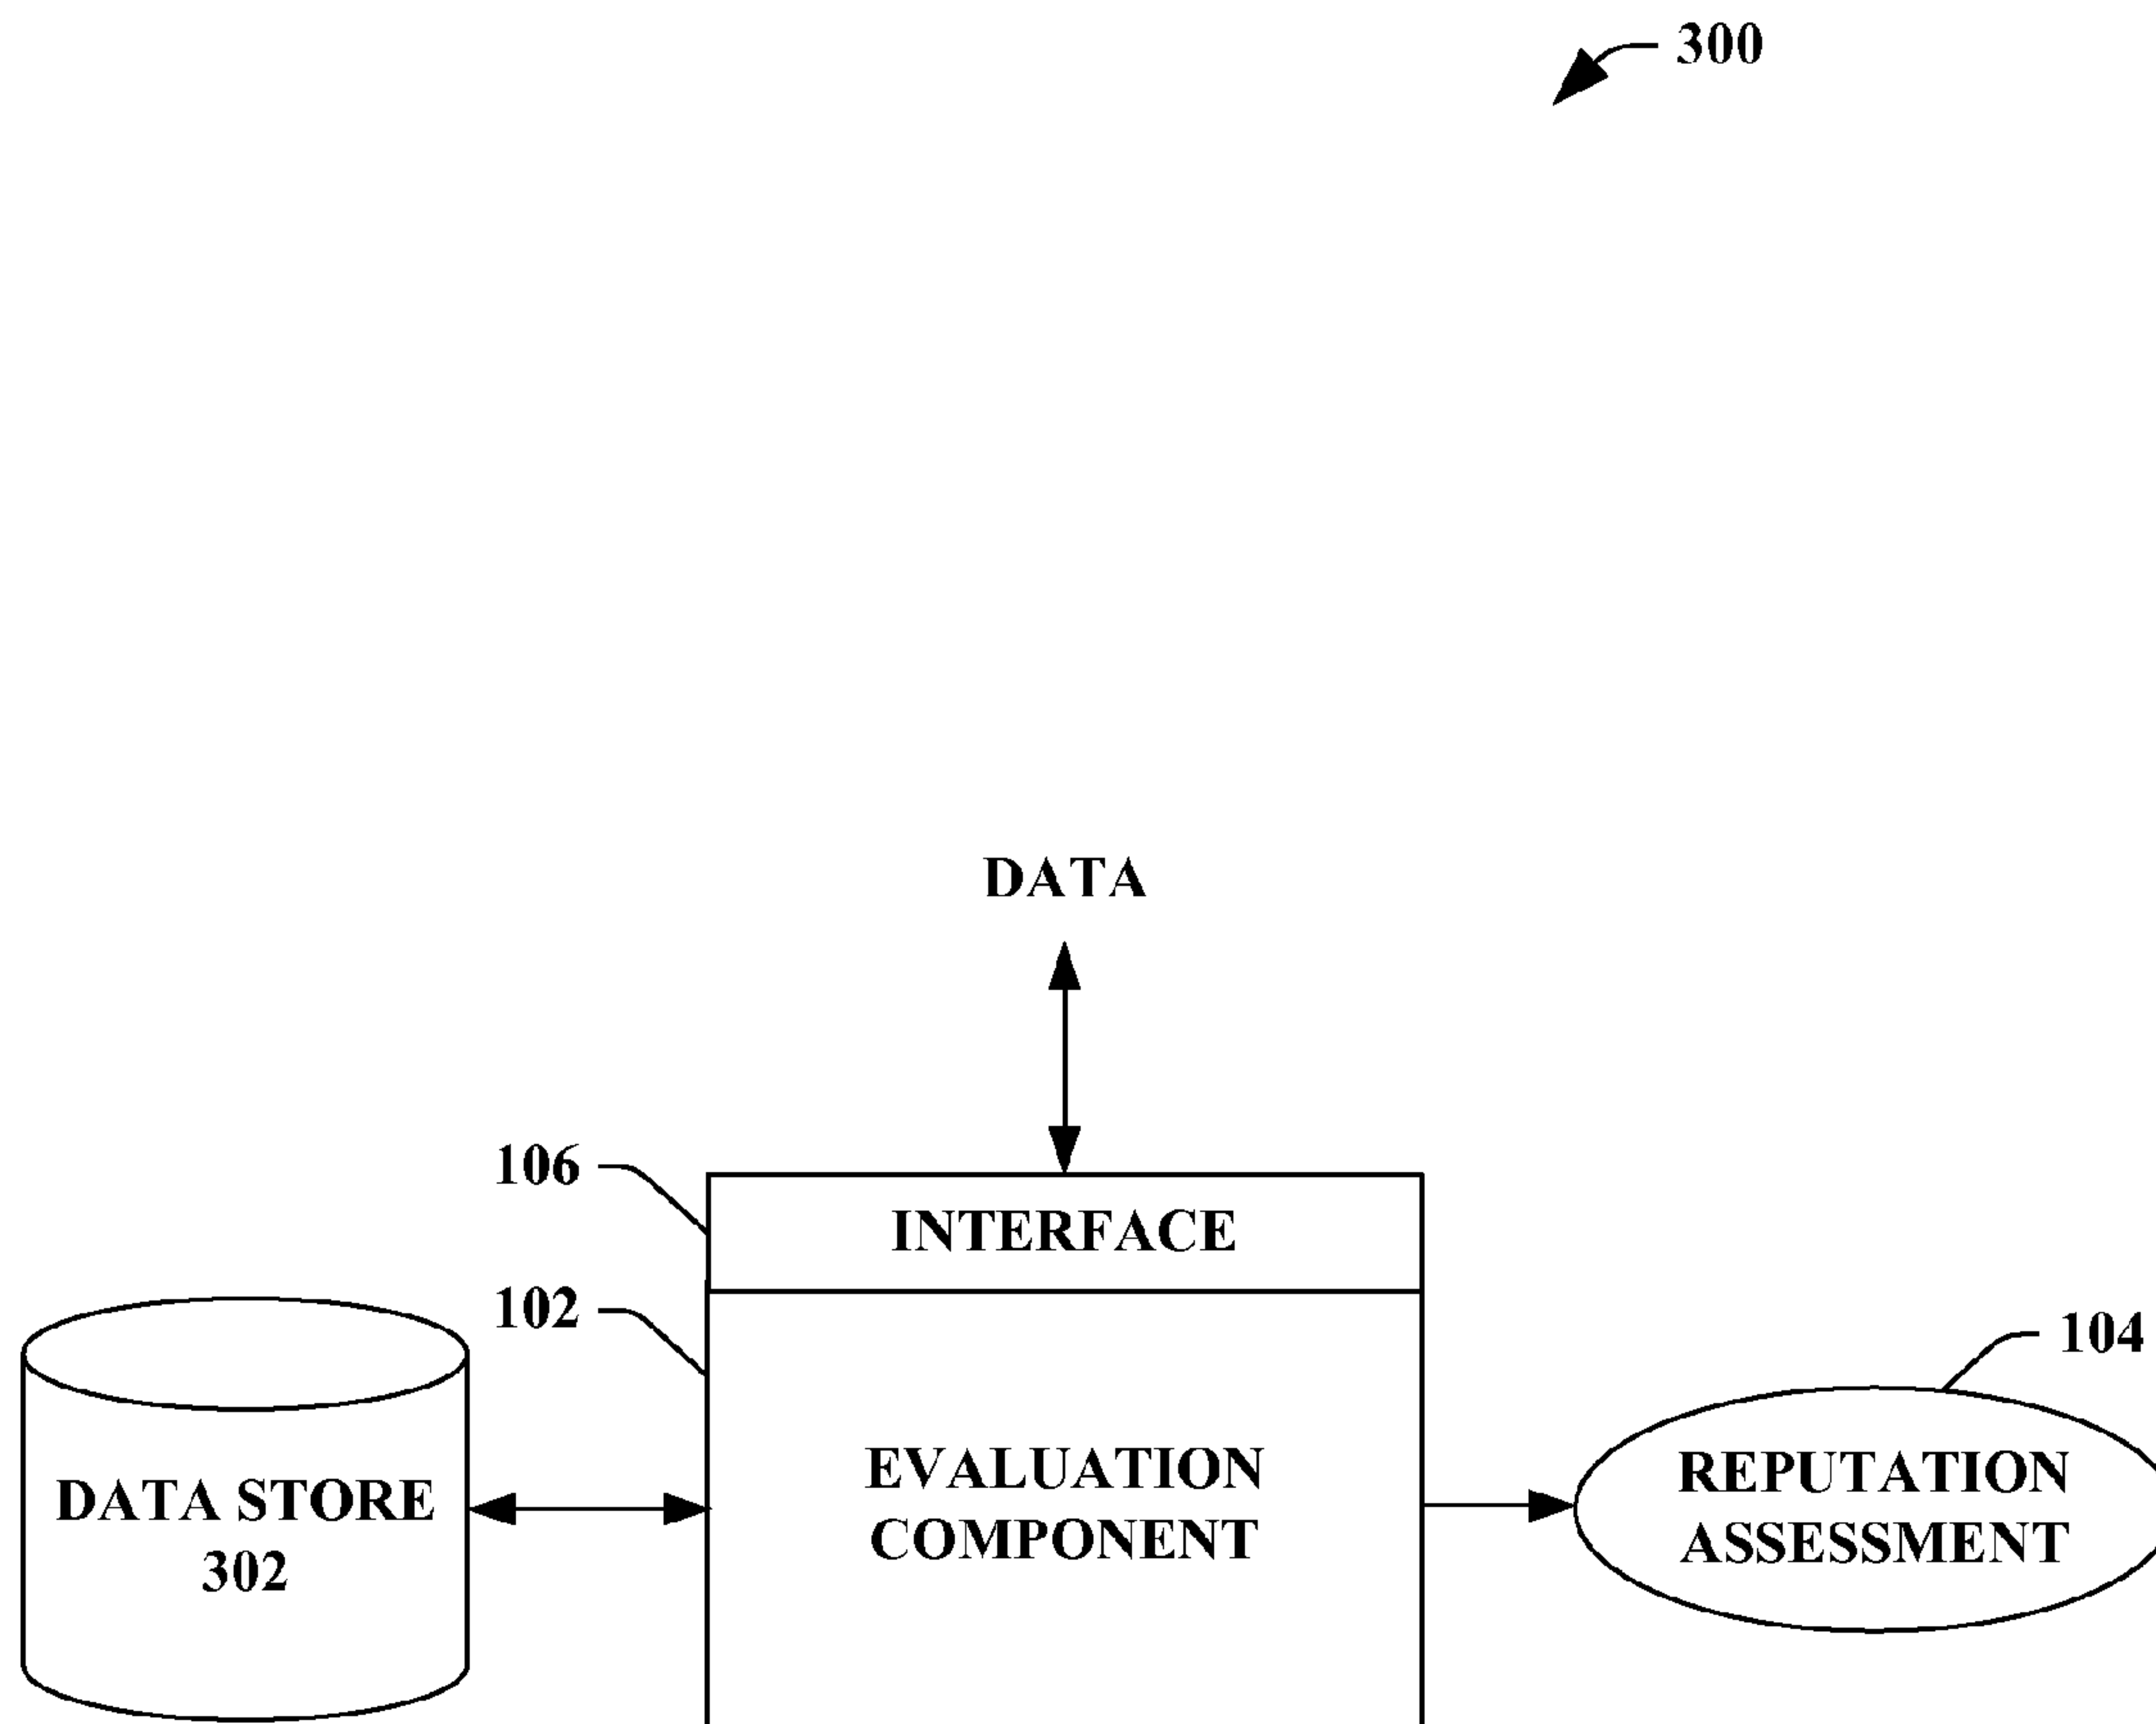 300
DATA
106
INTERFACE
102
104
EVALUATION
COMPONENT
REPUTATION
ASSESSMENT
DATA STORE
302